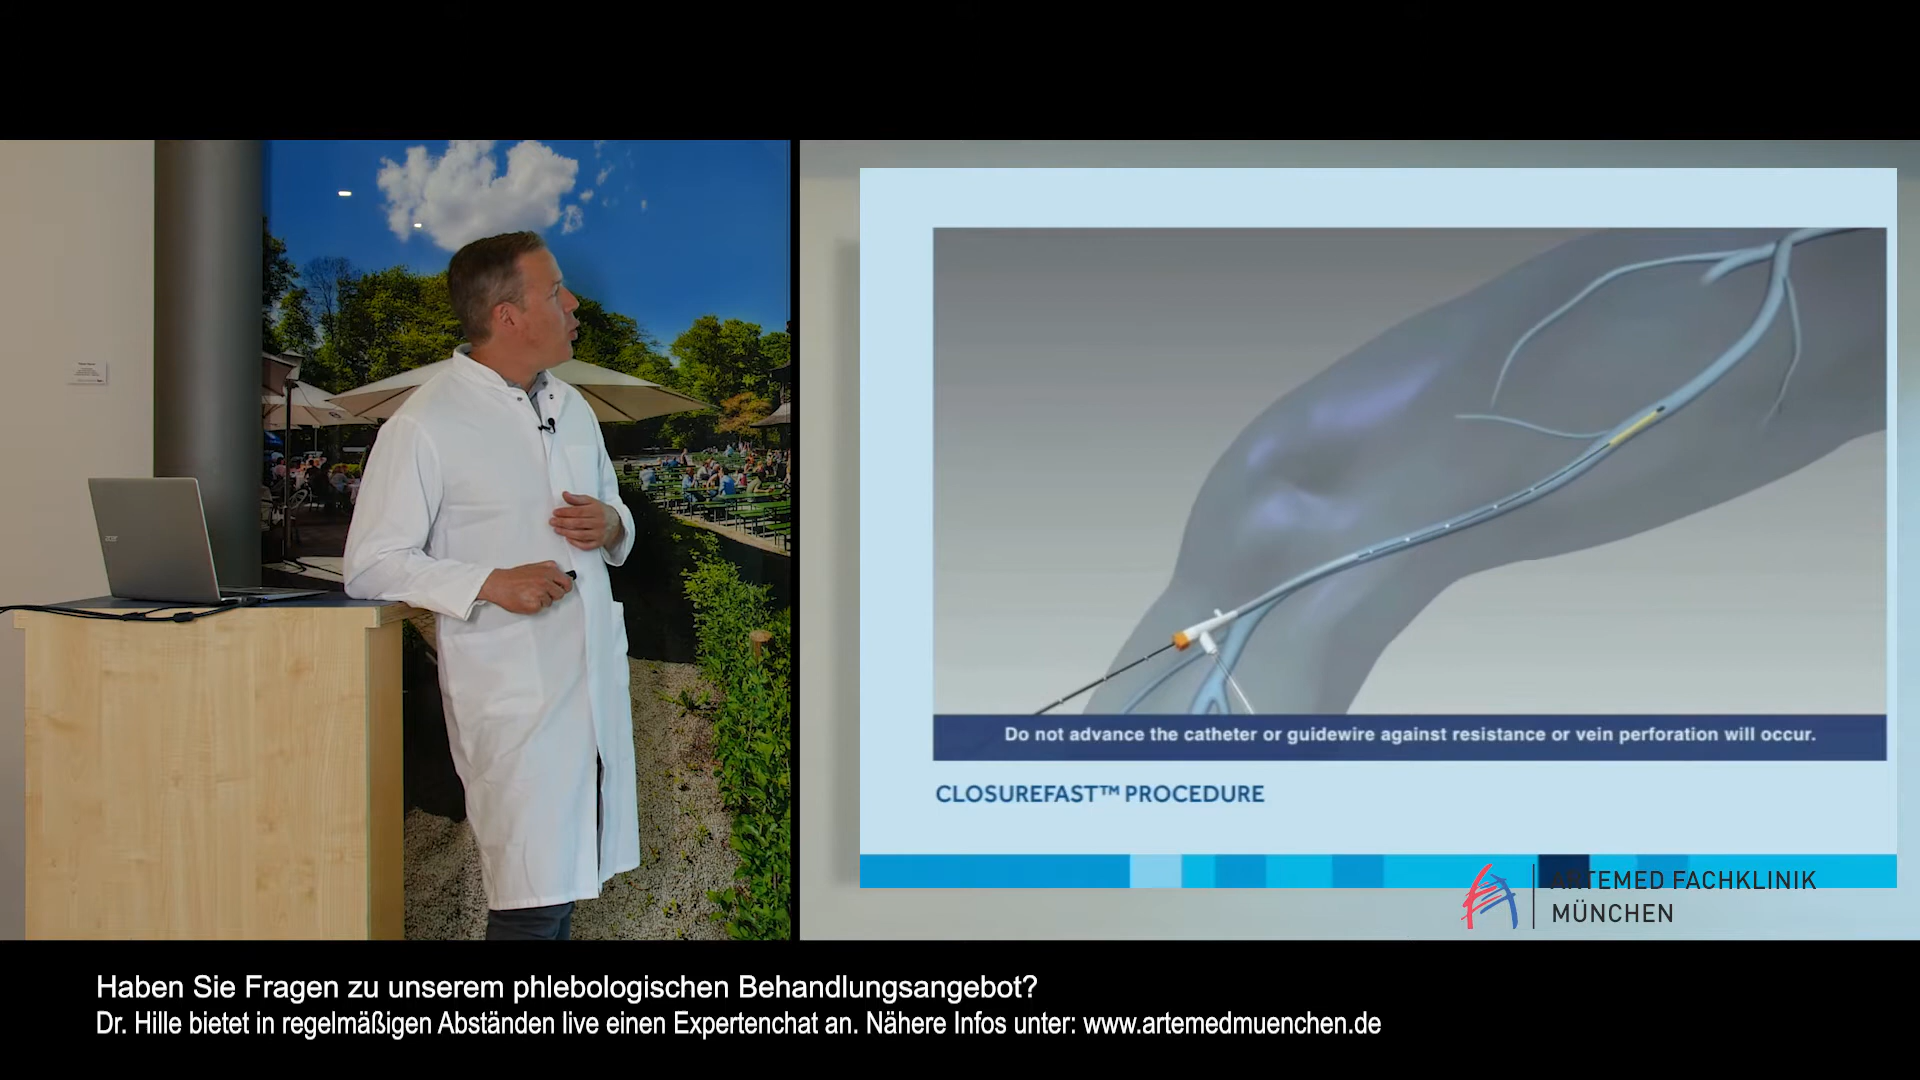 acer
Do not advance the catheter or guidewire against resistance or vein perforation will occur.
CLOSUREFAST™ PROCEDURE
ARTEMED FACHKLINIK
MÜNCHEN
Haben Sie Fragen zu unserem phlebologischen Behandlungsangebot?
Dr. Hille bietet in regelmäßigen Abständen live einen Expertenchat an. Nähere Infos unter: www.artemedmuenchen.de